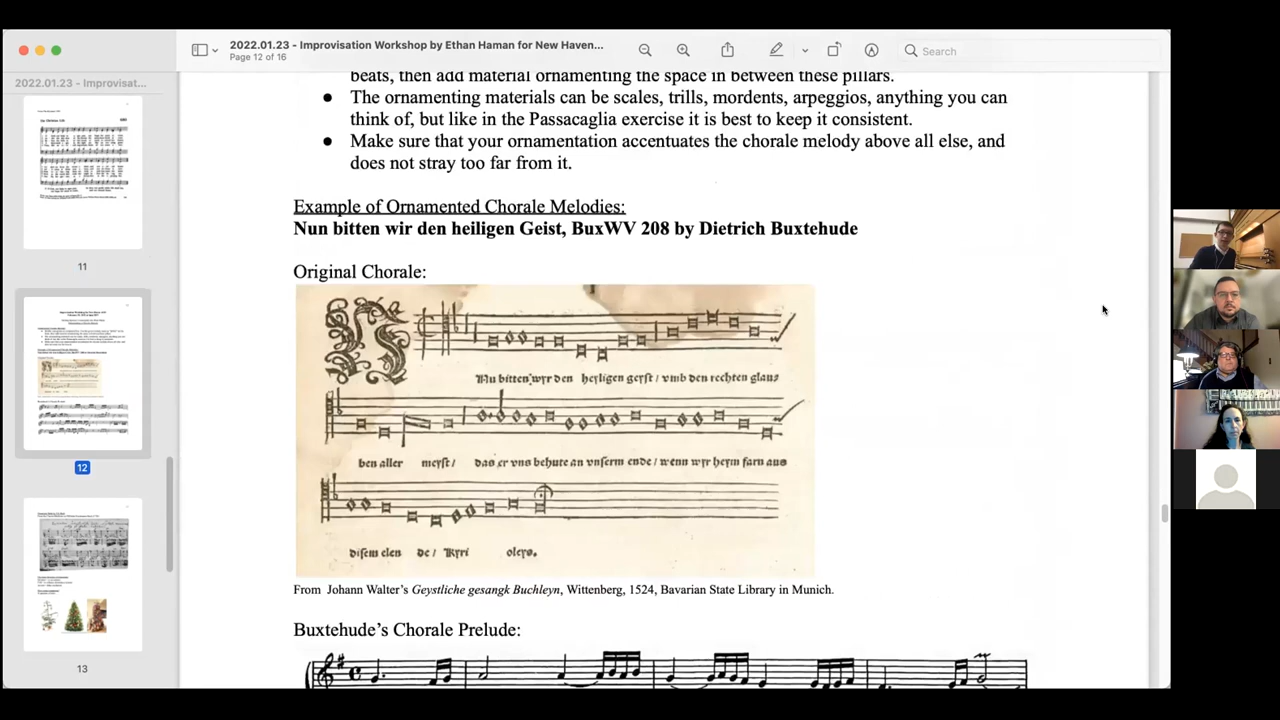 2022.01.23 - Improvisation Workshop by Ethan Haman for New Haven...
Page 12 of 16
Search
2022.01.23 - Improvisat...
11
12
13
beats, then add material ornamenting the space in between these pillars.
● The ornamenting materials can be scales, trills, mordents, arpeggios, anything you can
think of, but like in the Passacaglia exercise it is best to keep it consistent.
● Make sure that your ornamentation accentuates the chorale melody above all else, and
does not stray too far from it.
Example of Ornamented Chorale Melodies:
Nun bitten wir den heiligen Geist, BuxWV 208 by Dietrich Buxtehude
Original Chorale:
Nu bitten wyr den heyligen geyst / vmb den rechten glaus
ben aller meyst / das er vns behute an vnserm ende / wenn wyr heym farn aus
disem elen de / Kyri oleys.
From Johann Walter's Geystliche gesangk Buchleyn, Wittenberg, 1524, Bavarian State Library in Munich.
Buxtehude's Chorale Prelude: